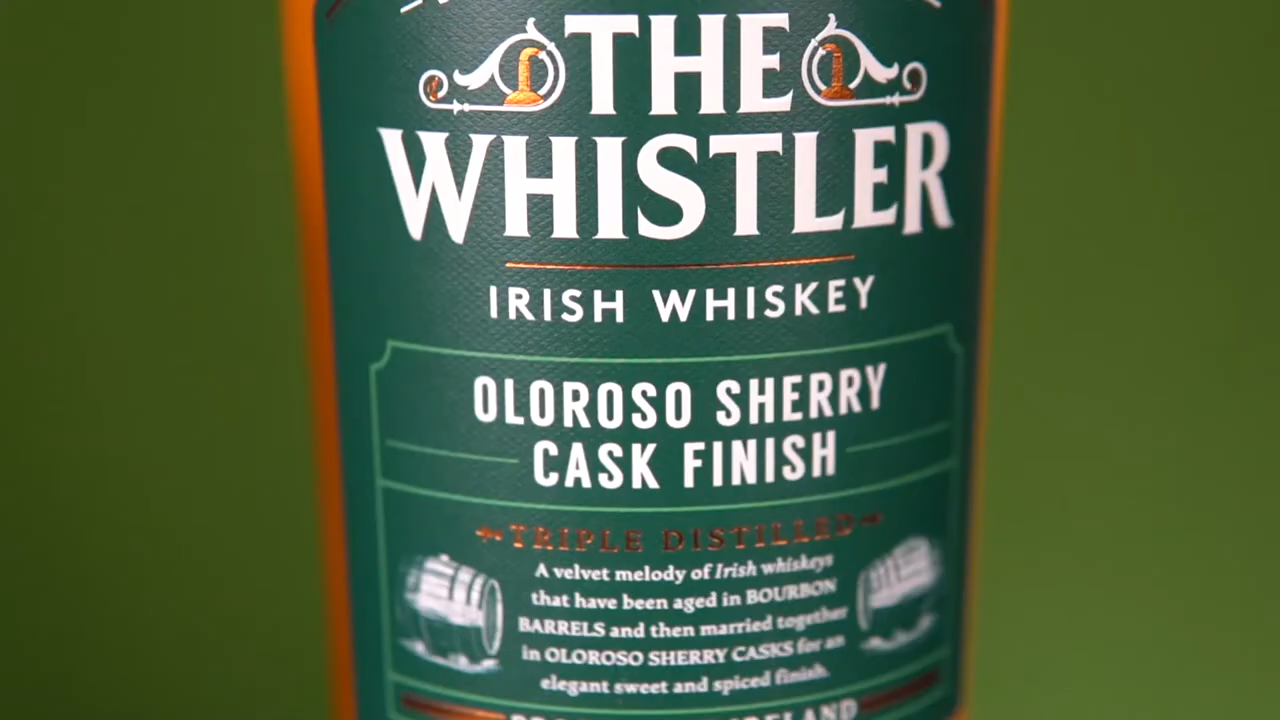 THE
WHISTLER
IRISH WHISKEY
OLOROSO SHERRY
CASK FINISH
TRIPLE DISTILLED
A velvet melody of Irish whiskeys
that have been aged in BOURBON
BARRELS and then married together
in OLOROSO SHERRY CASKS for an
elegant sweet and spiced finish.